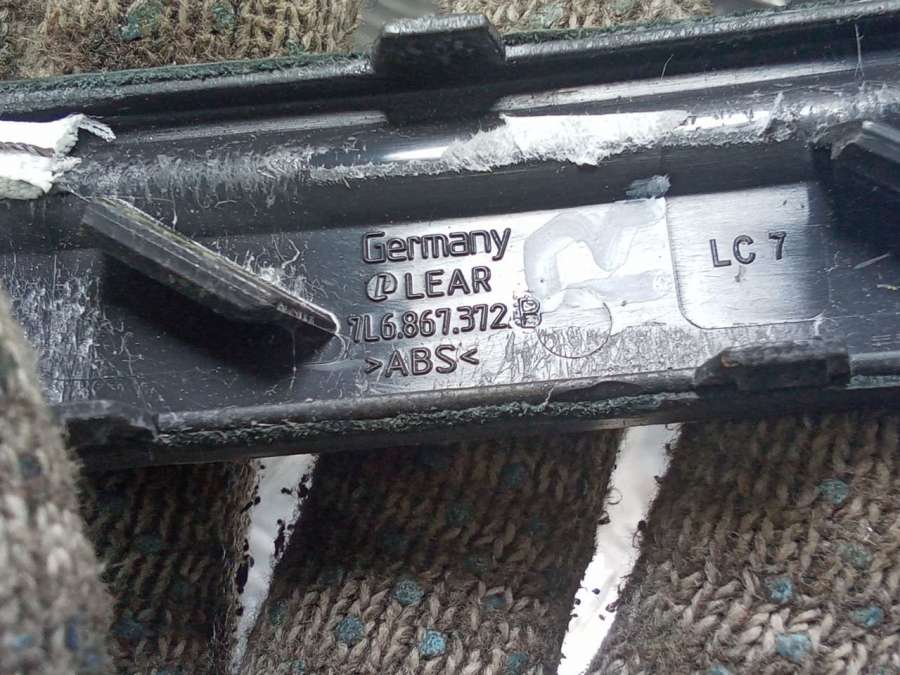 Germany
LEAR
7L6.867.372 B
>ABS<
LC 7